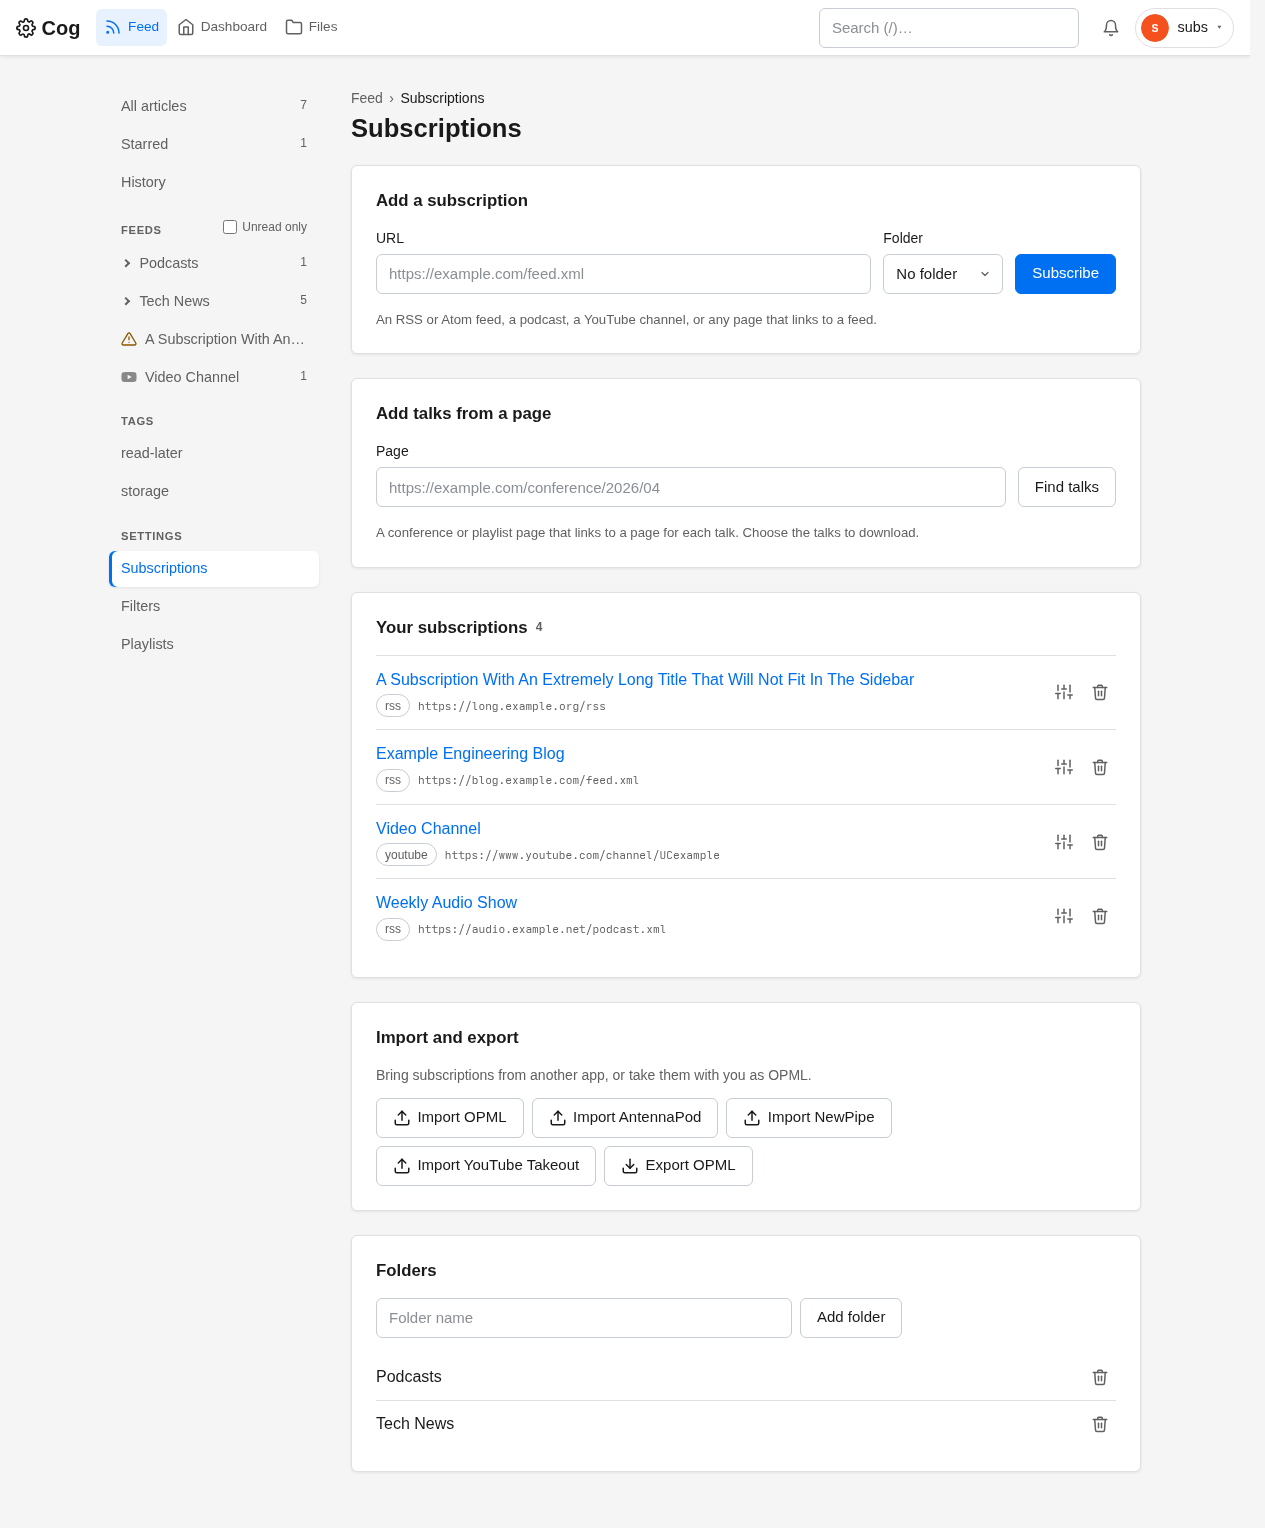 Cog
Feed
Dashboard
Files
Search (/)…
S
subs
All articles 7
Starred 1
History
FEEDS
Unread only
Podcasts 1
Tech News 5
A Subscription With An…
Video Channel 1
TAGS
read-later
storage
SETTINGS
Subscriptions
Filters
Playlists
Feed › Subscriptions
Subscriptions
Add a subscription
URL
Folder
https://example.com/feed.xml
No folder
Subscribe
An RSS or Atom feed, a podcast, a YouTube channel, or any page that links to a feed.
Add talks from a page
Page
https://example.com/conference/2026/04
Find talks
A conference or playlist page that links to a page for each talk. Choose the talks to download.
Your subscriptions 4
A Subscription With An Extremely Long Title That Will Not Fit In The Sidebar
rss https://long.example.org/rss
Example Engineering Blog
rss https://blog.example.com/feed.xml
Video Channel
youtube https://www.youtube.com/channel/UCexample
Weekly Audio Show
rss https://audio.example.net/podcast.xml
Import and export
Bring subscriptions from another app, or take them with you as OPML.
Import OPML
Import AntennaPod
Import NewPipe
Import YouTube Takeout
Export OPML
Folders
Folder name
Add folder
Podcasts
Tech News